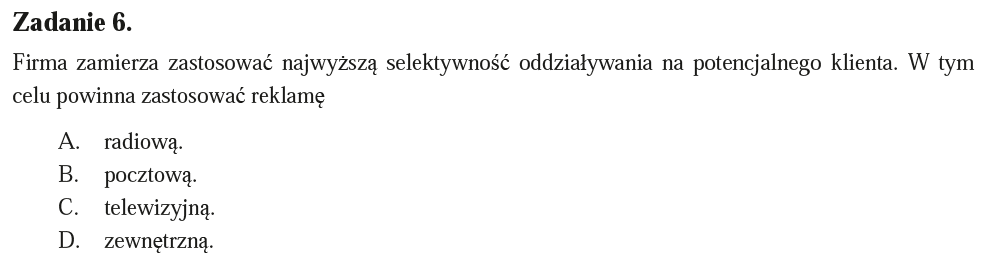 Zadanie 6.
Firma zamierza zastosować najwyższą selektywność oddziaływania na potencjalnego klienta. W tym
celu powinna zastosować reklamę
A. radiową.
B. pocztową.
C. telewizyjną.
D. zewnętrzną.